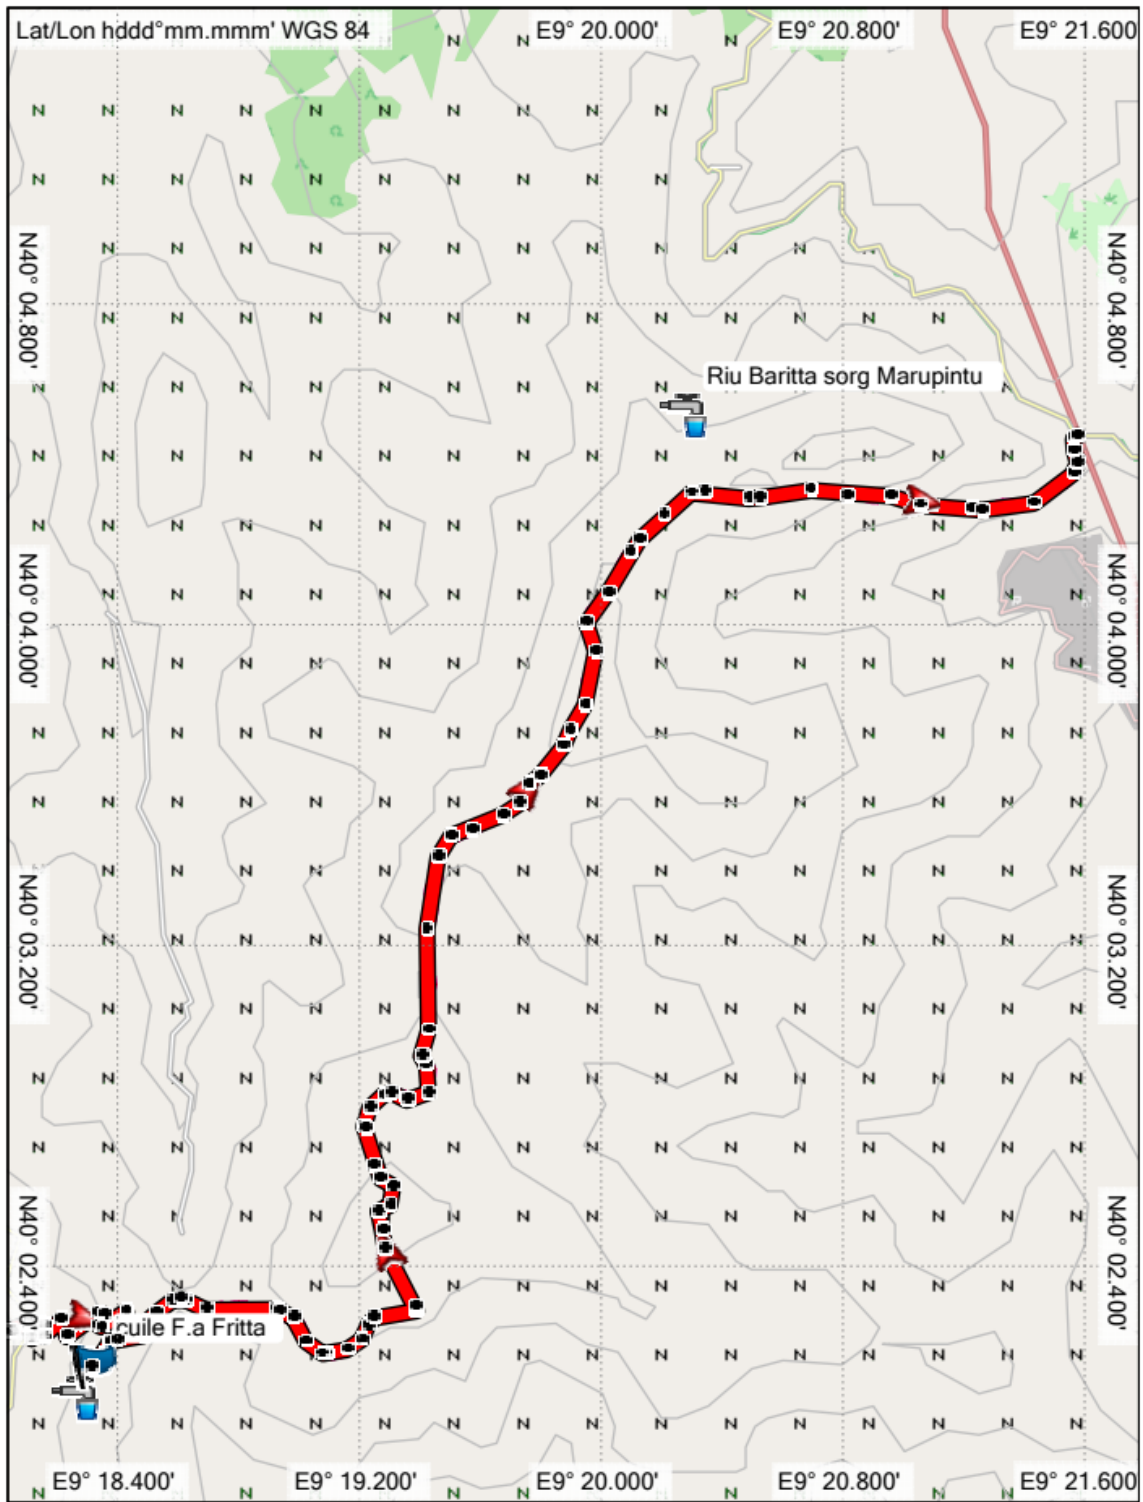 Lat/Lon hddd°mm.mmm' WGS 84
E9° 20.000'
E9° 20.800'
E9° 21.600'
N40° 04.800'
N40° 04.800'
Riu Baritta sorg Marupintu
N40° 04.000'
N40° 04.000'
N40° 03.200'
N40° 03.200'
N40° 02.400'
N40° 02.400'
cuile F.a Fritta
E9° 18.400'
E9° 19.200'
E9° 20.000'
E9° 20.800'
E9° 21.600'